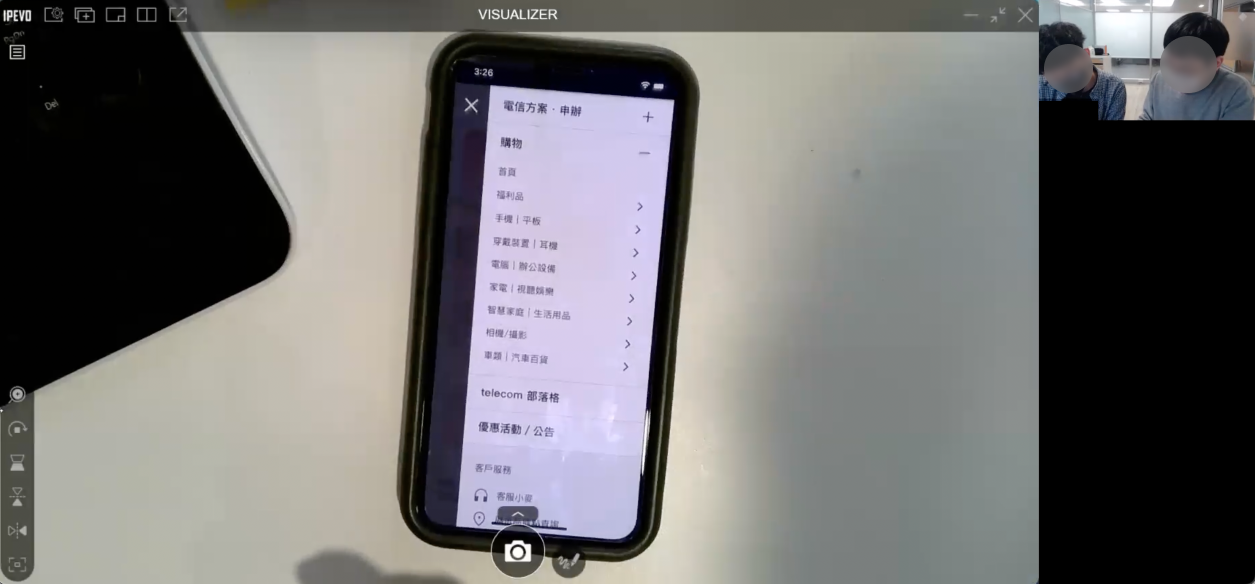 IPEVO
VISUALIZER
Del
3:26
電信方案・申辦
購物
首頁
福利品
手機｜平板
穿戴裝置｜耳機
電腦｜辦公設備
家電｜視聽娛樂
智慧家庭｜生活用品
相機/攝影
車類｜汽車百貨
telecom 部落格
優惠活動 / 公告
客戶服務
客服小麥